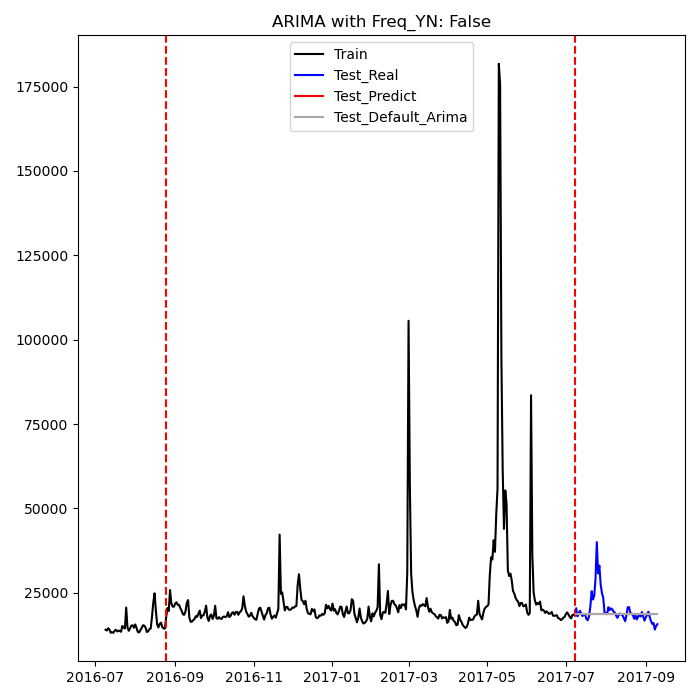 ARIMA with Freq_YN: False
Train
Test_Real
Test_Predict
Test_Default_Arima
175000
150000
125000
100000
75000
50000
25000
2016-07 2016-09 2016-11 2017-01 2017-03 2017-05 2017-07 2017-09